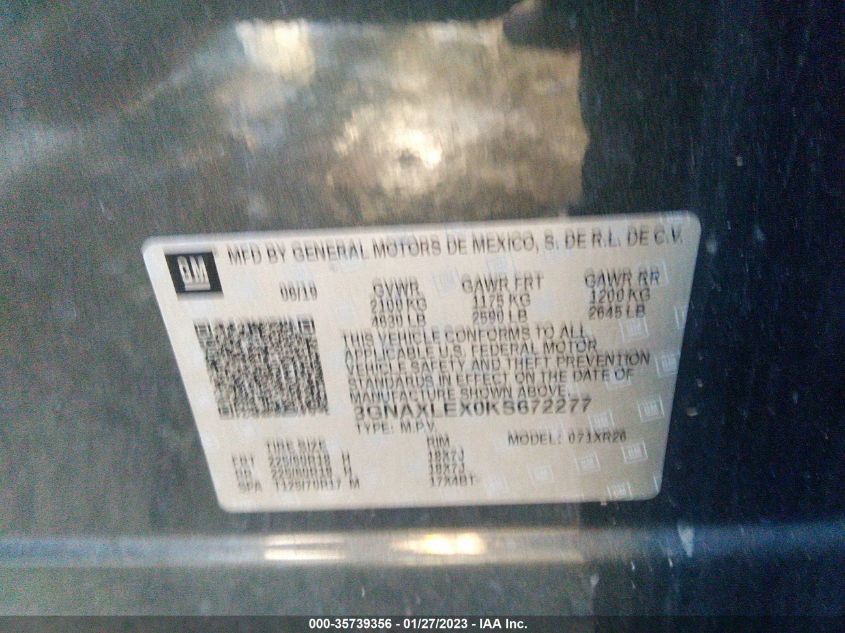 GM MFD BY GENERAL MOTORS DE MEXICO, S. DE R.L. DE C.V.
GVWR GAWR FRT GAWR RR
2100 KG 1175 KG 1200 KG
4630 LB 2590 LB 2645 LB
THIS VEHICLE CONFORMS TO ALL
APPLICABLE U.S. FEDERAL MOTOR
VEHICLE SAFETY AND THEFT PREVENTION
STANDARDS IN EFFECT ON THE DATE OF
MANUFACTURE SHOWN ABOVE.
3GNAXLEX0KS672277
TYPE: M.P.V. MODEL: 071XR26
TIRE SIZE RIM
FRT 225/60R18 H 18X7J
RR 225/60R18 H 18X7J
SPA T125/70R17 M 17X4BT
000-35739356 - 01/27/2023 - IAA Inc.